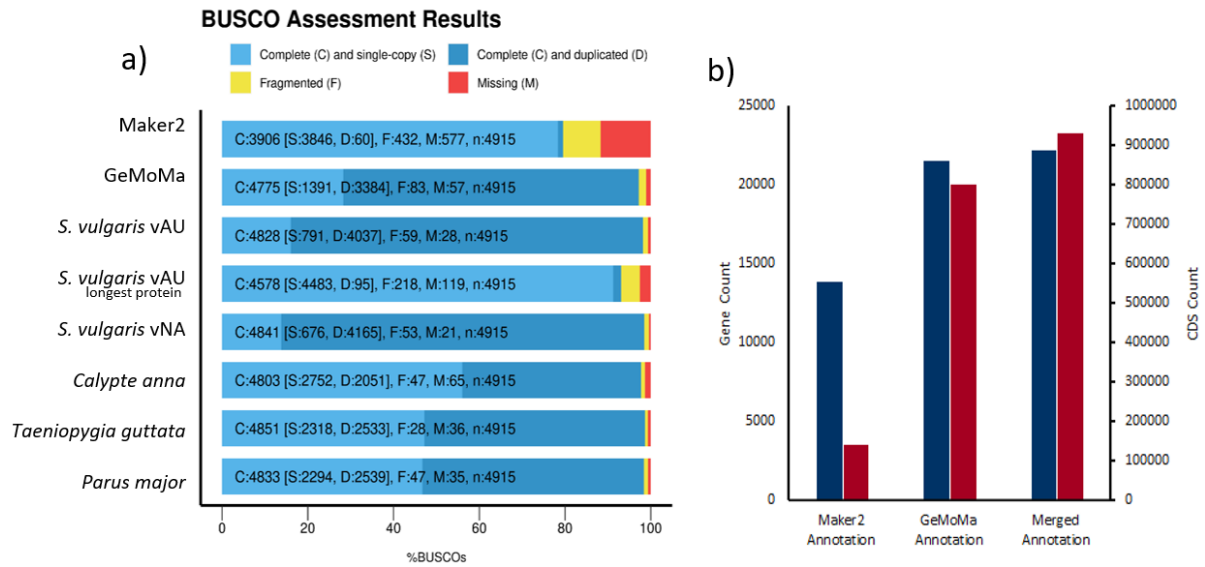 BUSCO Assessment Results
a)
Complete (C) and single-copy (S)
Complete (C) and duplicated (D)
Fragmented (F)
Missing (M)
Maker2
C:3906 [S:3846, D:60], F:432, M:577, n:4915
GeMoMa
C:4775 [S:1391, D:3384], F:83, M:57, n:4915
S. vulgaris vAU
C:4828 [S:791, D:4037], F:59, M:28, n:4915
S. vulgaris vAU
longest protein
C:4578 [S:4483, D:95], F:218, M:119, n:4915
S. vulgaris vNA
C:4841 [S:676, D:4165], F:53, M:21, n:4915
Calypte anna
C:4803 [S:2752, D:2051], F:47, M:65, n:4915
Taeniopygia guttata
C:4851 [S:2318, D:2533], F:28, M:36, n:4915
Parus major
C:4833 [S:2294, D:2539], F:47, M:35, n:4915
0 20 40 60 80 100
%BUSCOs
b)
25000
20000
15000
10000
5000
0
Gene Count
1000000
900000
800000
700000
600000
500000
400000
300000
200000
100000
0
CDS Count
Maker2
Annotation
GeMoMa
Annotation
Merged
Annotation